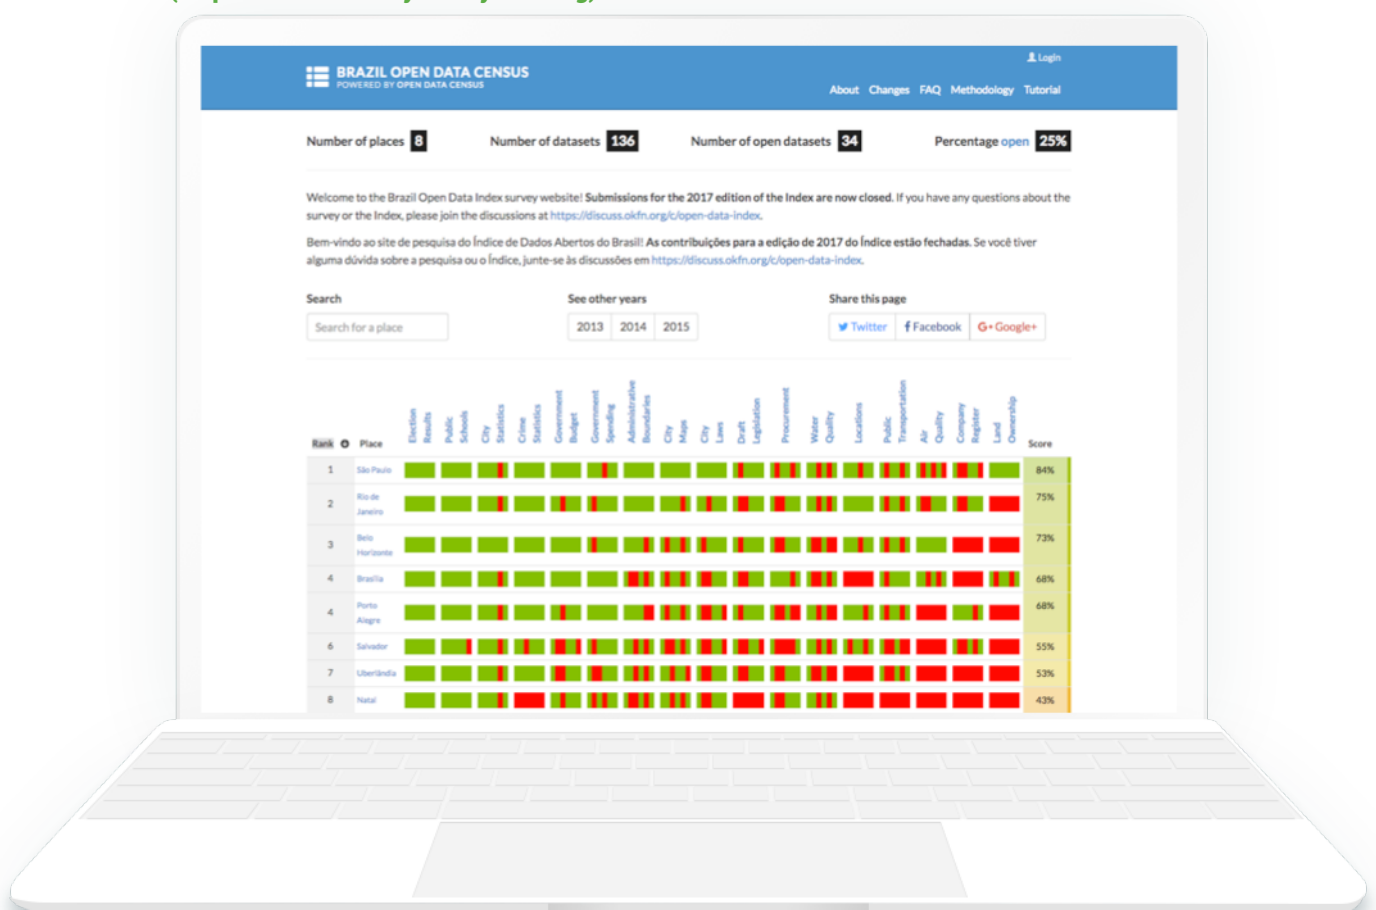 BRAZIL OPEN DATA CENSUS
POWERED BY OPEN DATA CENSUS
Login
About Changes FAQ Methodology Tutorial
Number of places 8 Number of datasets 136 Number of open datasets 34 Percentage open 25%
Welcome to the Brazil Open Data Index survey website! Submissions for the 2017 edition of the Index are now closed. If you have any questions about the
survey or the Index, please join the discussions at https://discuss.okfn.org/c/open-data-index.
Bem-vindo ao site de pesquisa do Índice de Dados Abertos do Brasil! As contribuições para a edição de 2017 do Índice estão fechadas. Se você tiver
alguma dúvida sobre a pesquisa ou o Índice, junte-se às discussões em https://discuss.okfn.org/c/open-data-index.
Search See other years Share this page
Search for a place 2013 2014 2015 Twitter Facebook G+ Google+
Election
Results
Public
Schools
City
Statistics
Crime
Statistics
Government
Budget
Government
Spending
Administrative
Boundaries
City
Maps
City
Laws
Draft
Legislation
Procurement
Water
Quality
Locations
Public
Transportation
Air
Quality
Company
Register
Land
Ownership
Rank Place Score
1 São Paulo 84%
2 Rio de
Janeiro 75%
3 Belo
Horizonte 73%
4 Brasília 68%
4 Porto
Alegre 68%
6 Salvador 55%
7 Uberlândia 53%
8 Natal 43%